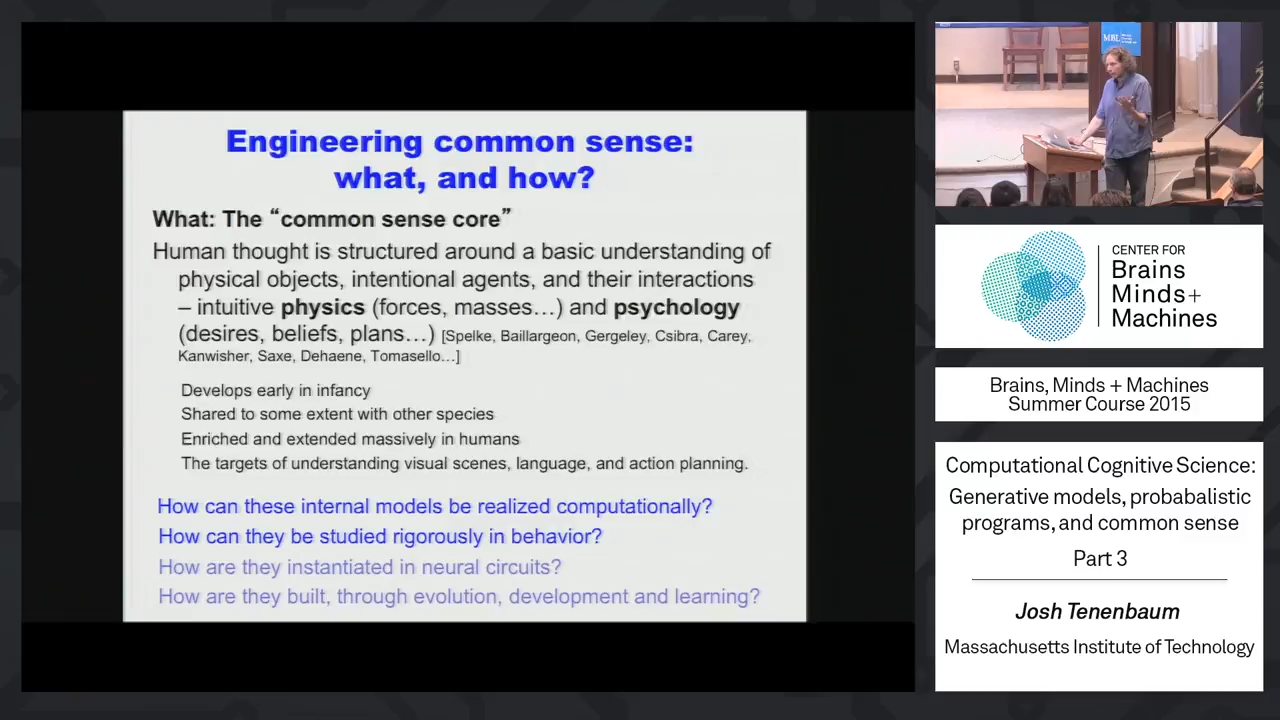 Engineering common sense:
what, and how?
What: The “common sense core”
Human thought is structured around a basic understanding of
physical objects, intentional agents, and their interactions
– intuitive physics (forces, masses…) and psychology
(desires, beliefs, plans…) [Spelke, Baillargeon, Gergeley, Csibra, Carey,
Kanwisher, Saxe, Dehaene, Tomasello…]
Develops early in infancy
Shared to some extent with other species
Enriched and extended massively in humans
The targets of understanding visual scenes, language, and action planning.
How can these internal models be realized computationally?
How can they be studied rigorously in behavior?
How are they instantiated in neural circuits?
How are they built, through evolution, development and learning?
MBL
CENTER FOR
Brains
Minds+
Machines
Brains, Minds + Machines
Summer Course 2015
Computational Cognitive Science:
Generative models, probabalistic
programs, and common sense
Part 3
Josh Tenenbaum
Massachusetts Institute of Technology